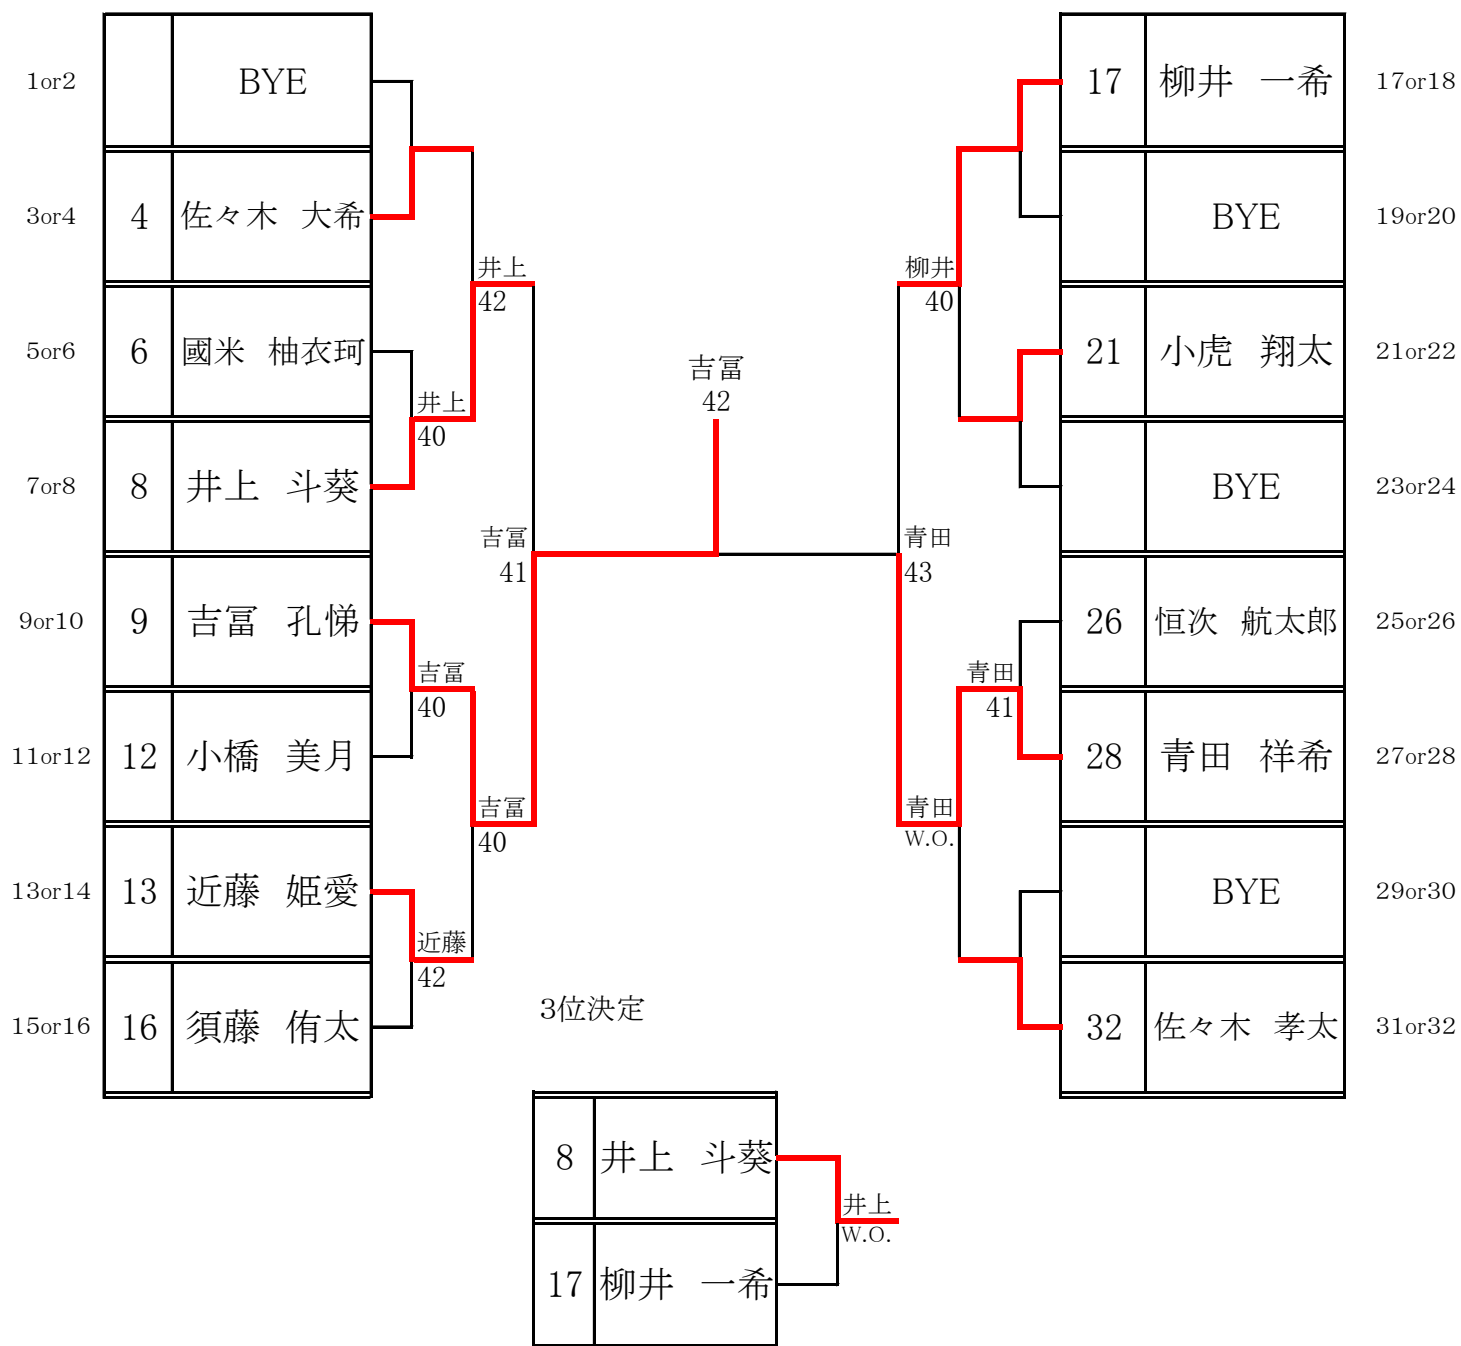 1or2
BYE
3or4
4
佐々木 大希
5or6
6
國米 柚衣珂
7or8
8
井上 斗葵
9or10
9
吉冨 孔悌
11or12
12
小橋 美月
13or14
13
近藤 姫愛
15or16
16
須藤 侑太
井上
42
井上
40
吉冨
41
吉冨
40
吉冨
40
近藤
42
吉冨
42
柳井
40
青田
43
青田
41
青田
W.O.
17
柳井 一希
17or18
BYE
19or20
21
小虎 翔太
21or22
BYE
23or24
26
恒次 航太郎
25or26
28
青田 祥希
27or28
BYE
29or30
32
佐々木 孝太
31or32
3位決定
8
井上 斗葵
17
柳井 一希
井上
W.O.